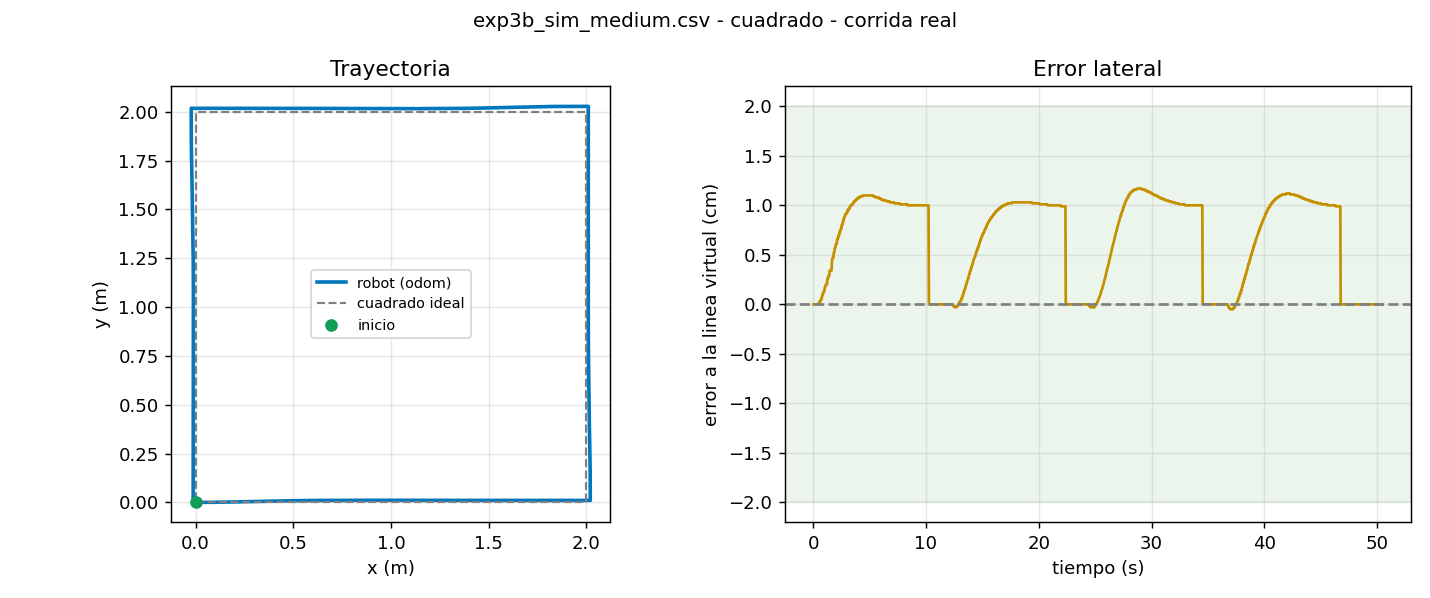 exp3b_sim_medium.csv - cuadrado - corrida real
Trayectoria
y (m)
2.00
1.75
1.50
1.25
1.00
0.75
0.50
0.25
0.00
robot (odom)
cuadrado ideal
inicio
0.0 0.5 1.0 1.5 2.0
x (m)
Error lateral
error a la linea virtual (cm)
2.0
1.5
1.0
0.5
0.0
−0.5
−1.0
−1.5
−2.0
0 10 20 30 40 50
tiempo (s)